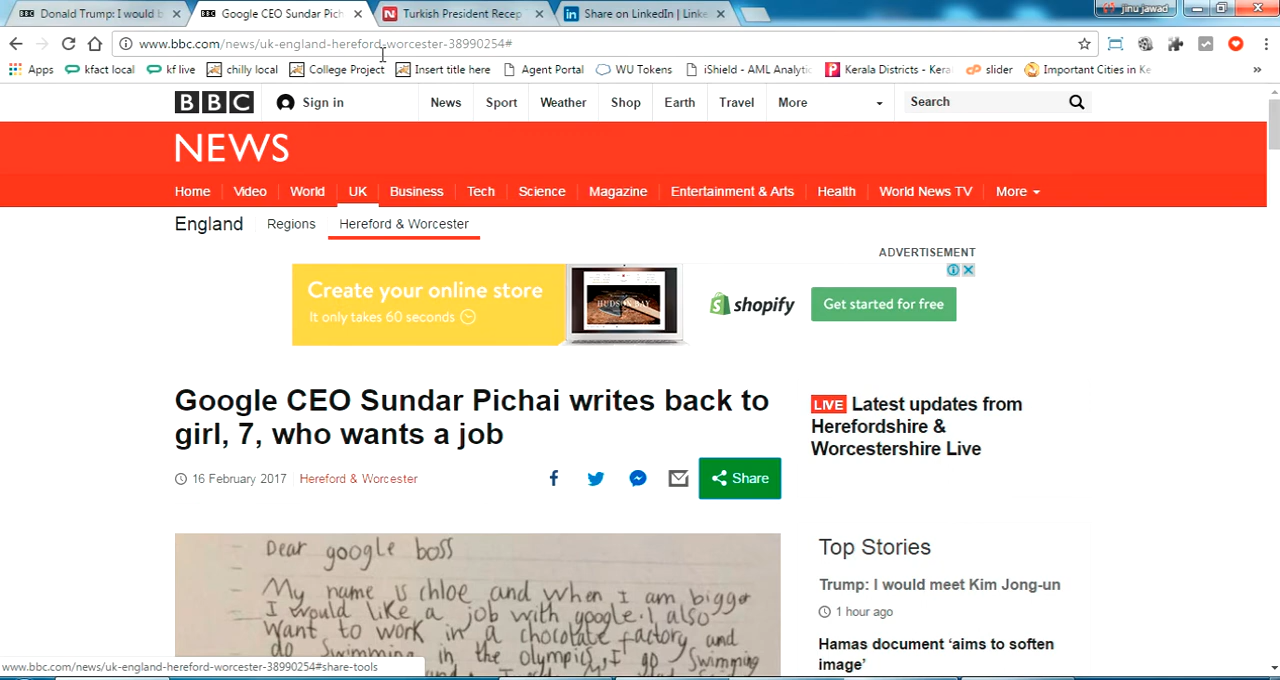 Donald Trump: I would b
Google CEO Sundar Pich
Turkish President Recep
Share on LinkedIn | Linke
jinu jawad
www.bbc.com/news/uk-england-hereford-worcester-38990254#
Apps
kfact local
kf live
chilly local
College Project
Insert title here
Agent Portal
WU Tokens
iShield - AML Analytic
Kerala Districts - Kera
slider
Important Cities in Ke
»
BBC
Sign in
News
Sport
Weather
Shop
Earth
Travel
More
Search
NEWS
Home
Video
World
UK
Business
Tech
Science
Magazine
Entertainment & Arts
Health
World News TV
More
England
Regions
Hereford & Worcester
ADVERTISEMENT
Create your online store
It only takes 60 seconds
HUDSONS BAY
shopify
Get started for free
Google CEO Sundar Pichai writes back to
girl, 7, who wants a job
16 February 2017
Hereford & Worcester
Share
LIVE Latest updates from
Herefordshire &
Worcestershire Live
Dear google boss
My name is chloe and when I am bigger
I would like a job with google. I also
want to work in a chocolate factory and
do swimming in the olympics, I go swimming
Top Stories
Trump: I would meet Kim Jong-un
1 hour ago
Hamas document ‘aims to soften
image’
www.bbc.com/news/uk-england-hereford-worcester-38990254#share-tools